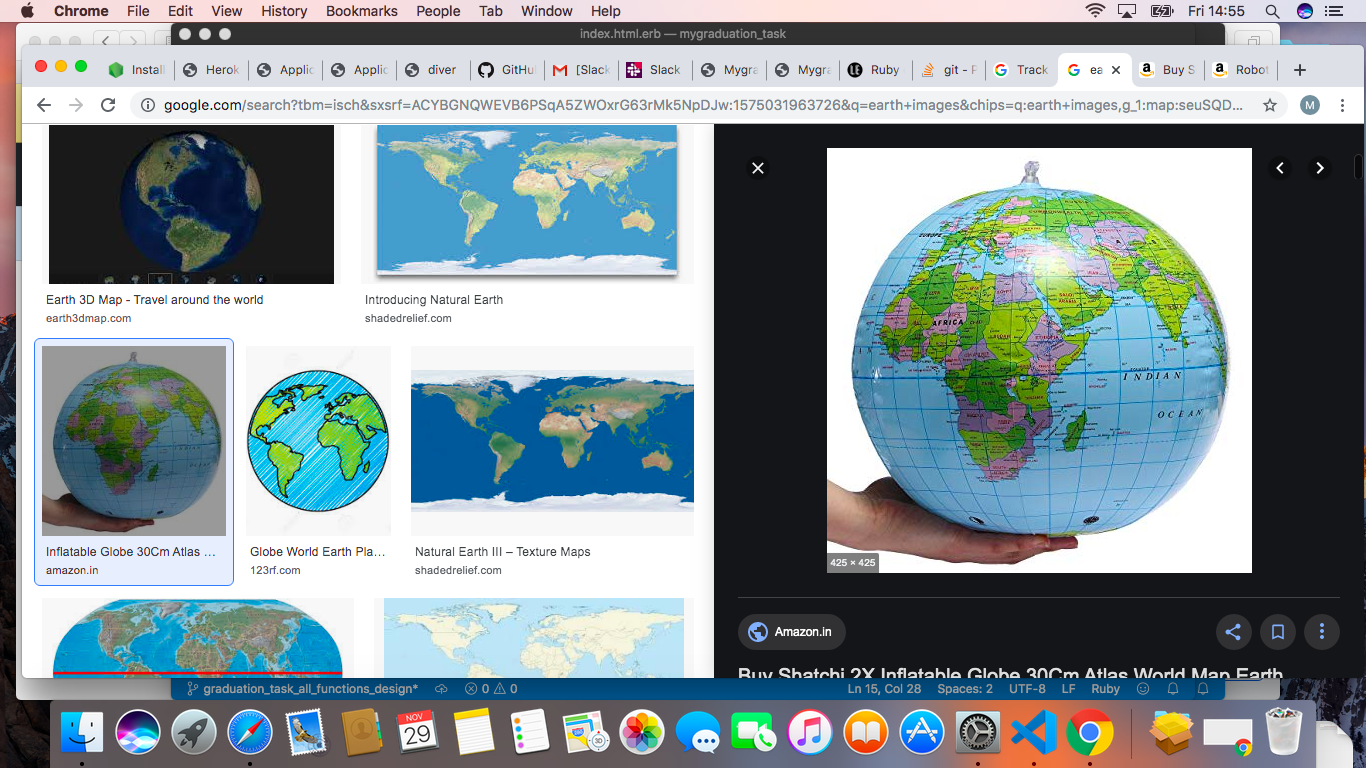 Chrome File Edit View History Bookmarks People Tab Window Help Fri 14:55
index.html.erb — mygraduation_task
Install Herok Applic Applic diver GitHu [Slack Slack Mygra Mygra Ruby git - P Track ea Buy S Robot
google.com/search?tbm=isch&sxsrf=ACYBGNQWEVB6PSqA5ZWOxrG63rMk5NpDJw:1575031963726&q=earth+images&chips=q:earth+images,g_1:map:seuSQD...
M
Earth 3D Map - Travel around the world
earth3dmap.com
Introducing Natural Earth
shadedrelief.com
Inflatable Globe 30Cm Atlas ...
amazon.in
Globe World Earth Pla...
123rf.com
Natural Earth III – Texture Maps
shadedrelief.com
EUROPE
AFRICA
SAUDI
ARABIA
INDIAN
OCEAN
425 × 425
Amazon.in
Buy Shatchi 2X Inflatable Globe 30Cm Atlas World Map Earth
graduation_task_all_functions_design* 0 0 Ln 15, Col 28 Spaces: 2 UTF-8 LF Ruby
NOV
29